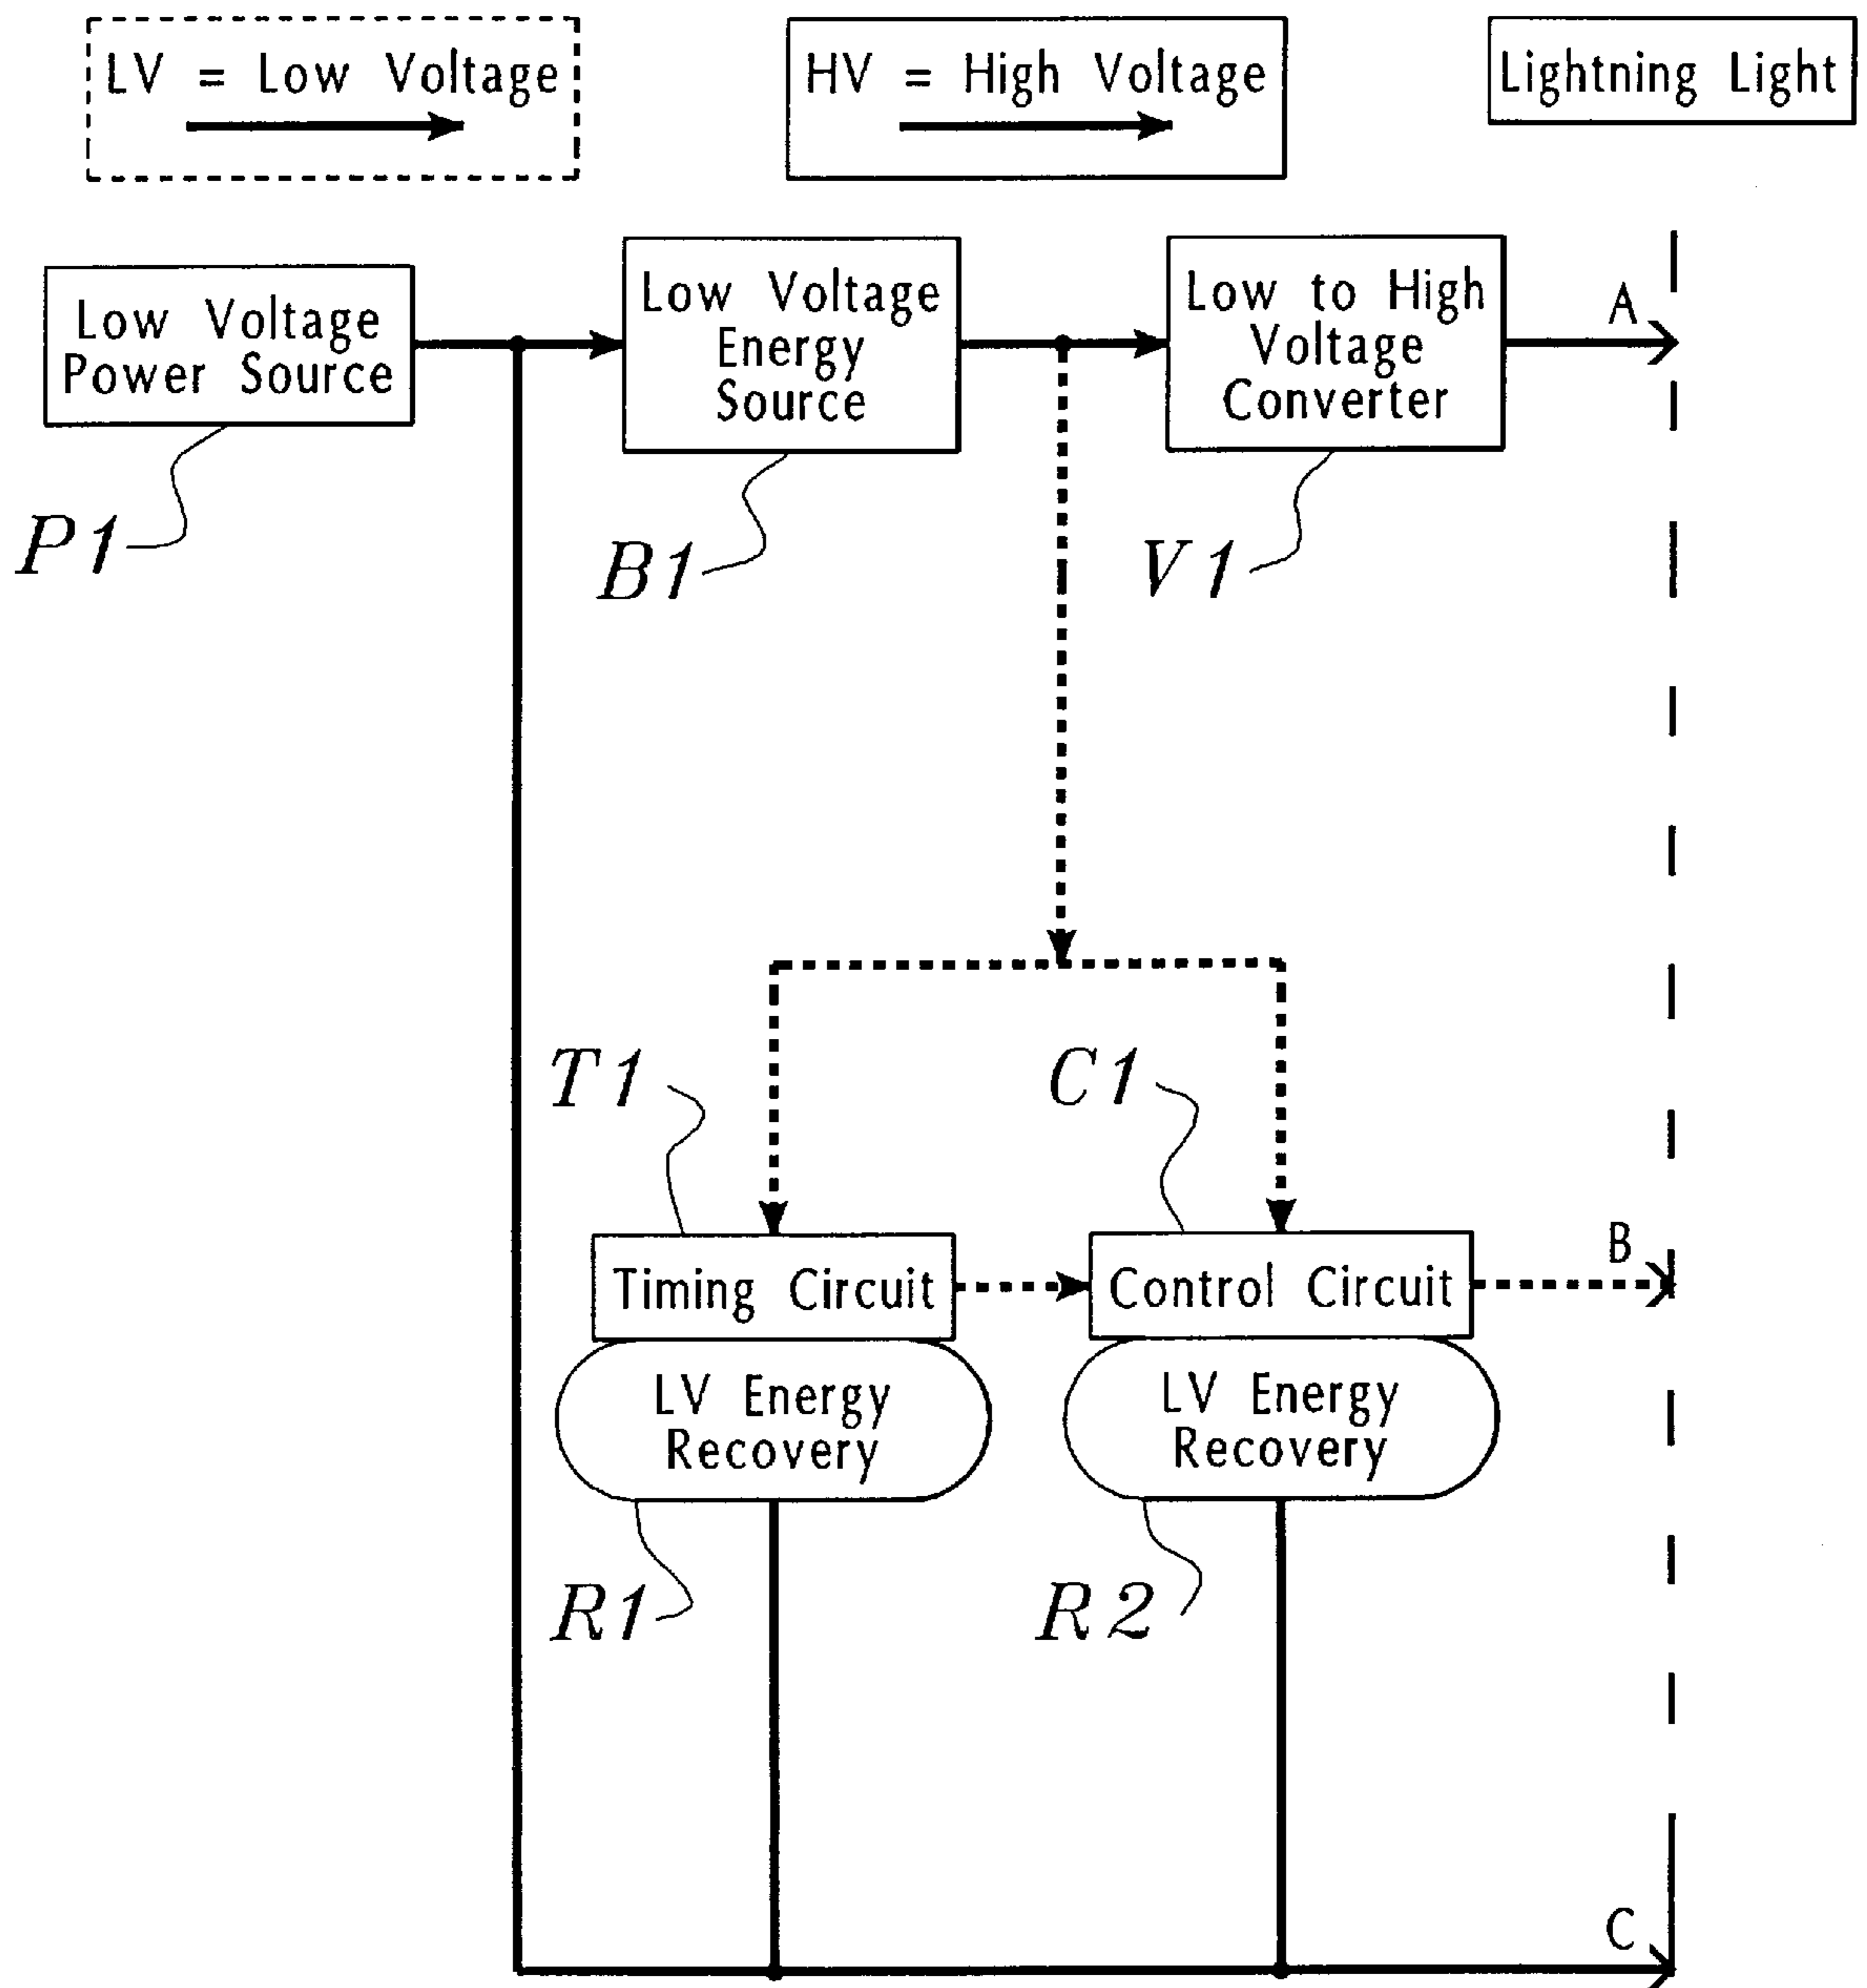 LV = Low Voltage
HV = High Voltage
Lightning Light
Low Voltage
Power Source
Low Voltage
Energy
Source
Low to High
Voltage
Converter
A
P1
B1
V1
T1
C1
Timing Circuit
Control Circuit
B
LV Energy
Recovery
LV Energy
Recovery
R1
R2
C